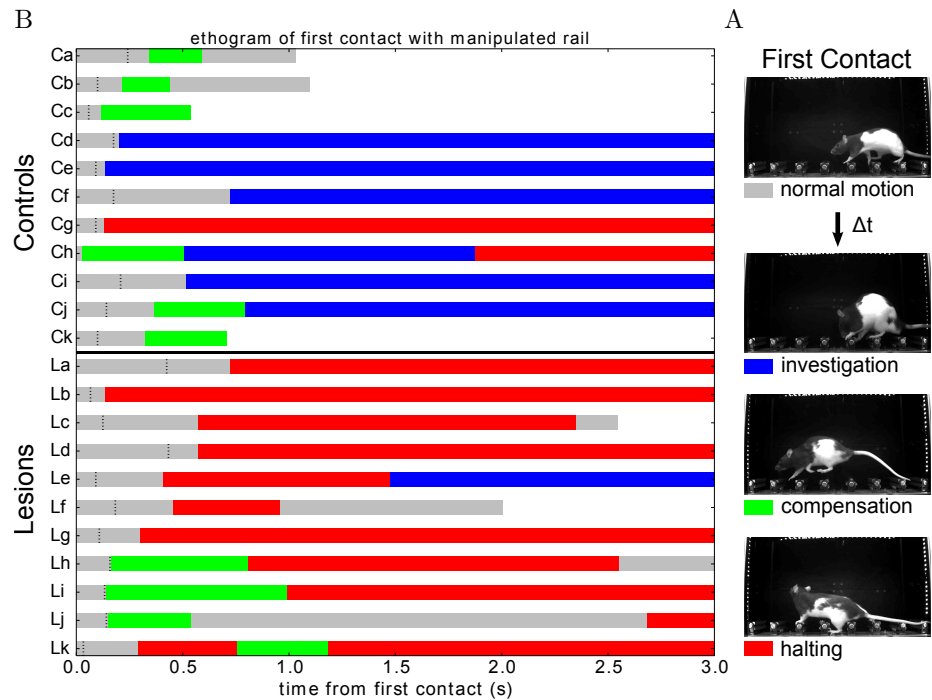 B
A
ethogram of first contact with manipulated rail
Controls
Ca
Cb
Cc
Cd
Ce
Cf
Cg
Ch
Ci
Cj
Ck
Lesions
La
Lb
Lc
Ld
Le
Lf
Lg
Lh
Li
Lj
Lk
0.0 0.5 1.0 1.5 2.0 2.5 3.0
time from first contact (s)
First Contact
normal motion
Δt
investigation
compensation
halting